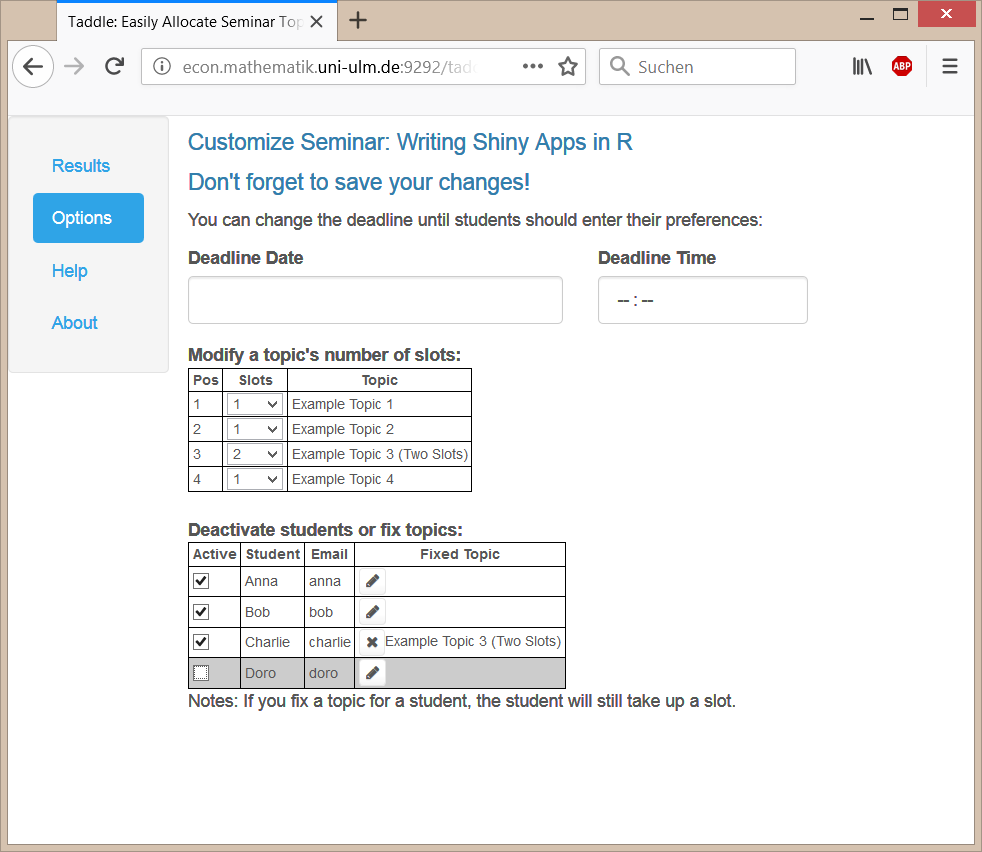 Taddle: Easily Allocate Seminar Top
econ.mathematik.uni-ulm.de:9292/tad
Suchen
ABP
Results
Options
Help
About
Customize Seminar: Writing Shiny Apps in R
Don't forget to save your changes!
You can change the deadline until students should enter their preferences:
Deadline Date Deadline Time
-- : --
Modify a topic's number of slots:
Pos Slots Topic
1 1 Example Topic 1
2 1 Example Topic 2
3 2 Example Topic 3 (Two Slots)
4 1 Example Topic 4
Deactivate students or fix topics:
Active Student Email Fixed Topic
Anna anna
Bob bob
Charlie charlie Example Topic 3 (Two Slots)
Doro doro
Notes: If you fix a topic for a student, the student will still take up a slot.